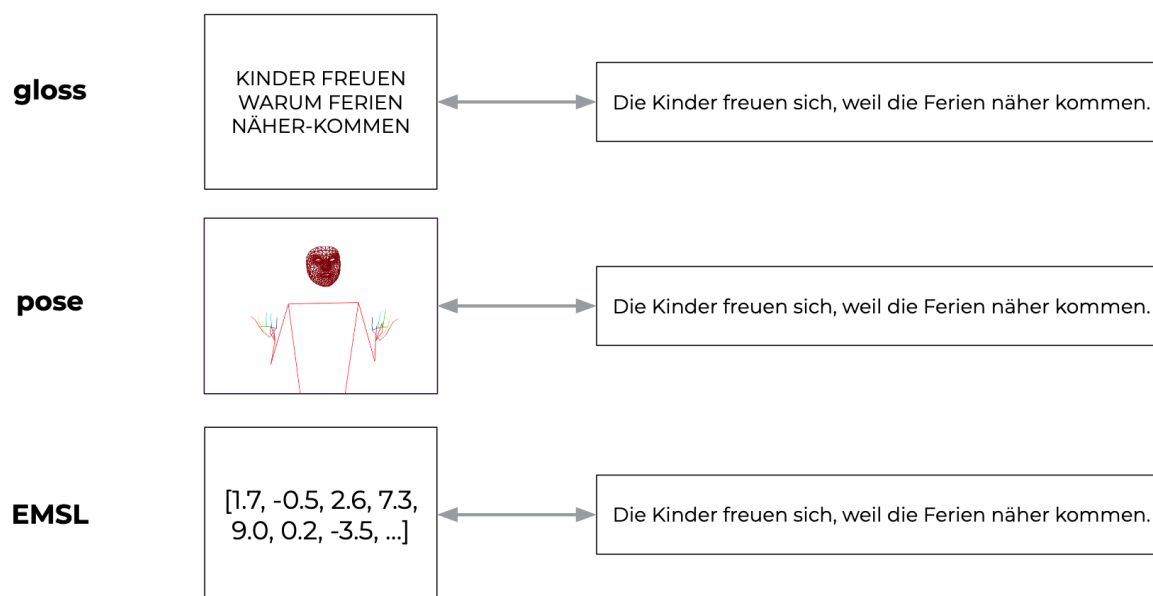 gloss
KINDER FREUEN
WARUM FERIEN
NÄHER-KOMMEN
Die Kinder freuen sich, weil die Ferien näher kommen.
pose
Die Kinder freuen sich, weil die Ferien näher kommen.
EMSL
[1.7, -0.5, 2.6, 7.3,
9.0, 0.2, -3.5, ...]
Die Kinder freuen sich, weil die Ferien näher kommen.